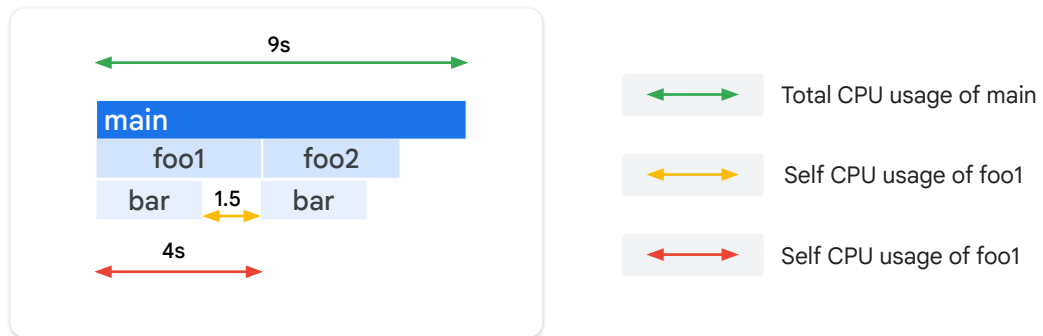 9s
main
foo1 foo2
bar 1.5 bar
4s
Total CPU usage of main
Self CPU usage of foo1
Self CPU usage of foo1